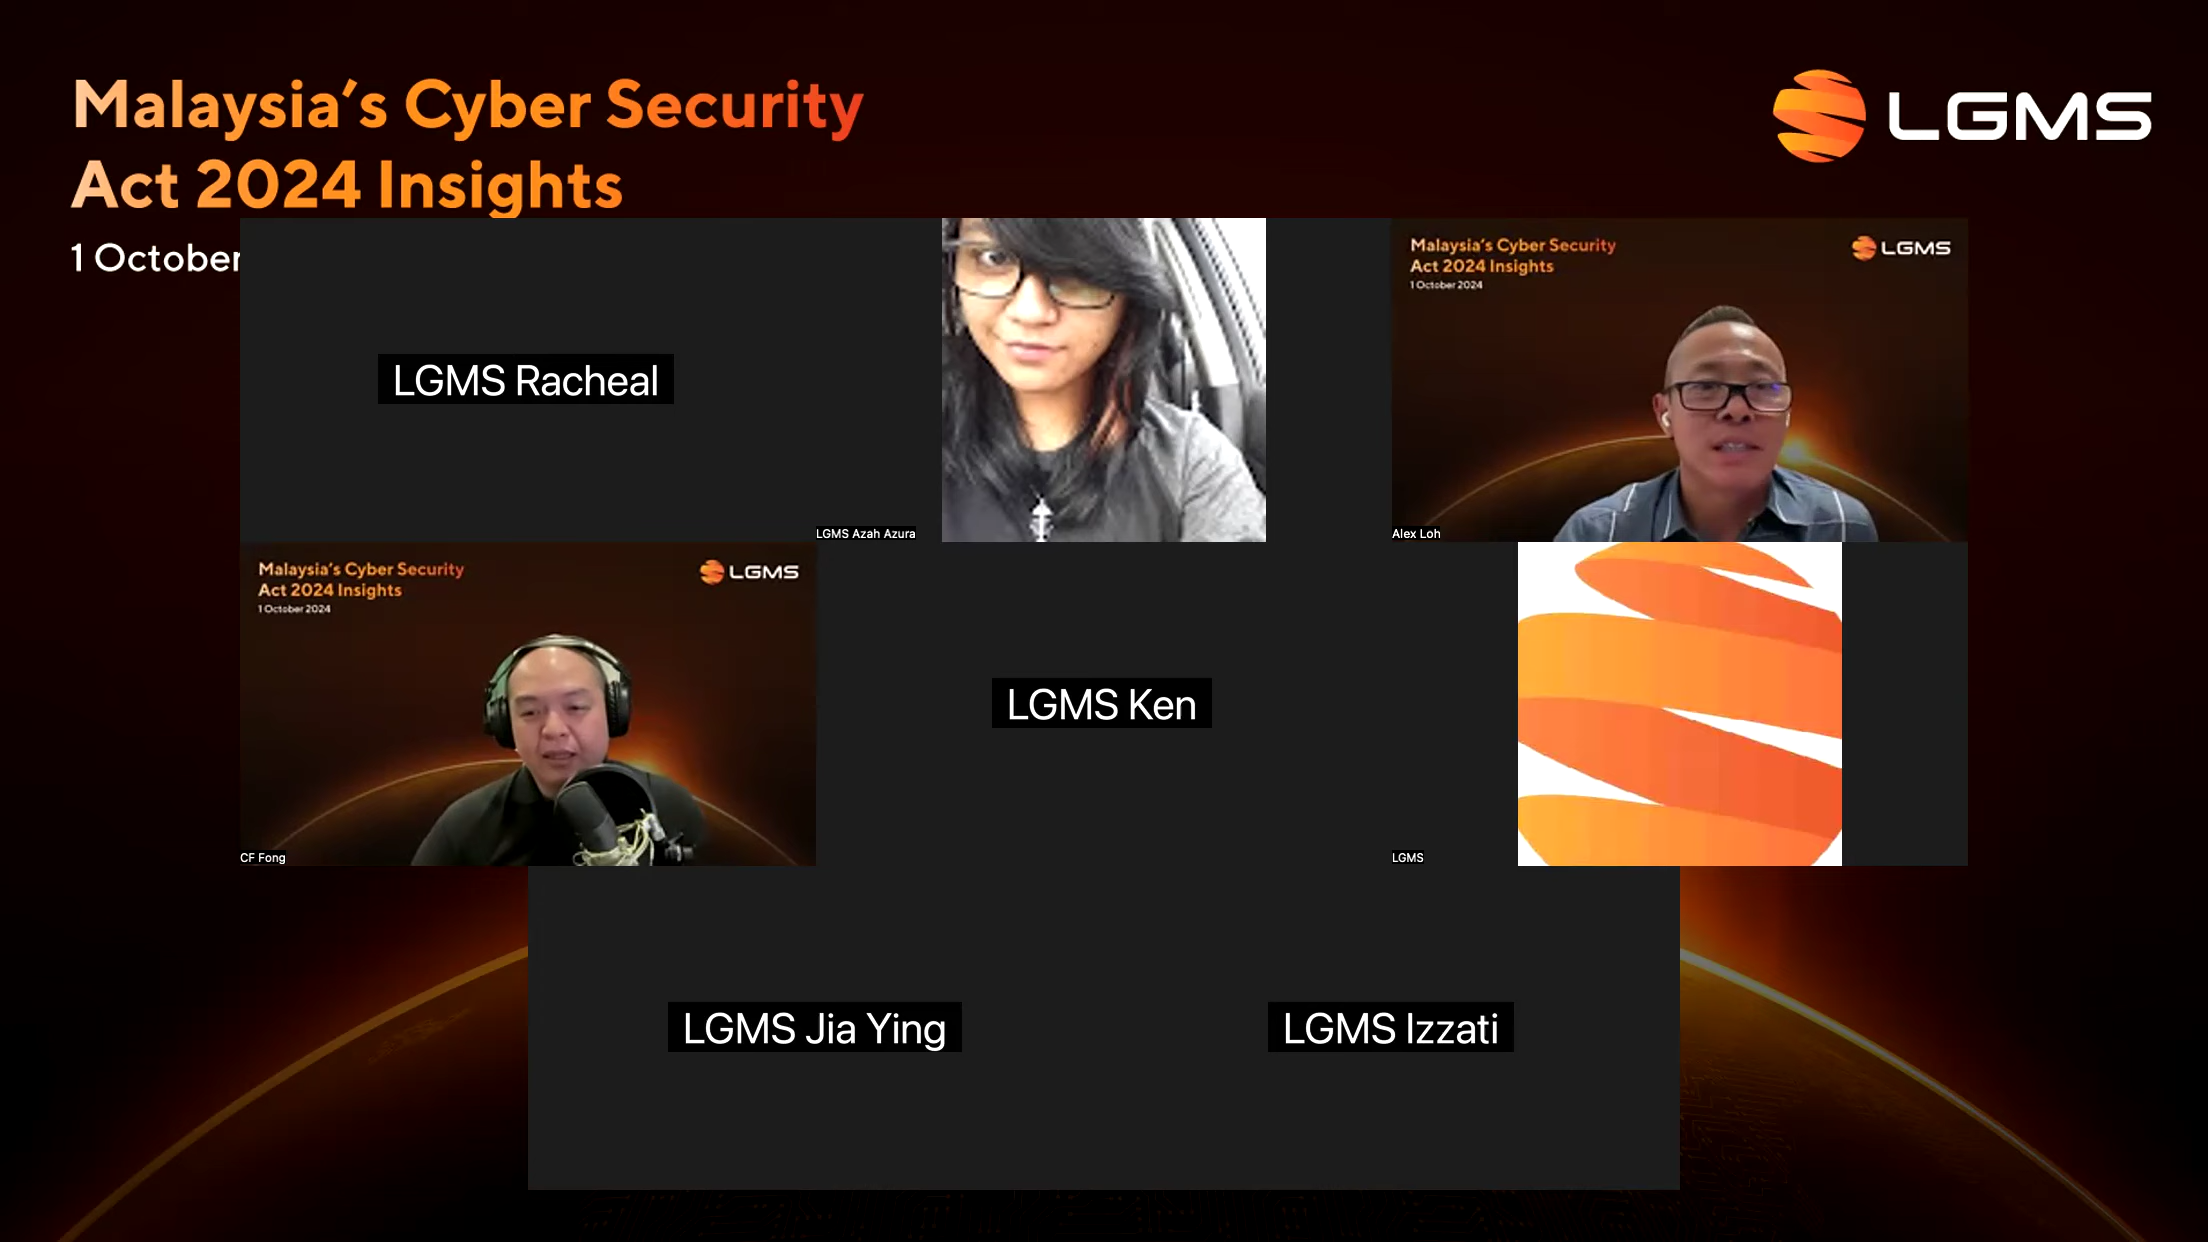 Malaysia's Cyber Security
Act 2024 Insights
1 October
LGMS
LGMS Racheal
LGMS Azah Azura
Malaysia's Cyber Security
Act 2024 Insights
1 October 2024
LGMS
Alex Loh
Malaysia's Cyber Security
Act 2024 Insights
1 October 2024
LGMS
CF Fong
LGMS Ken
LGMS
LGMS Jia Ying
LGMS Izzati